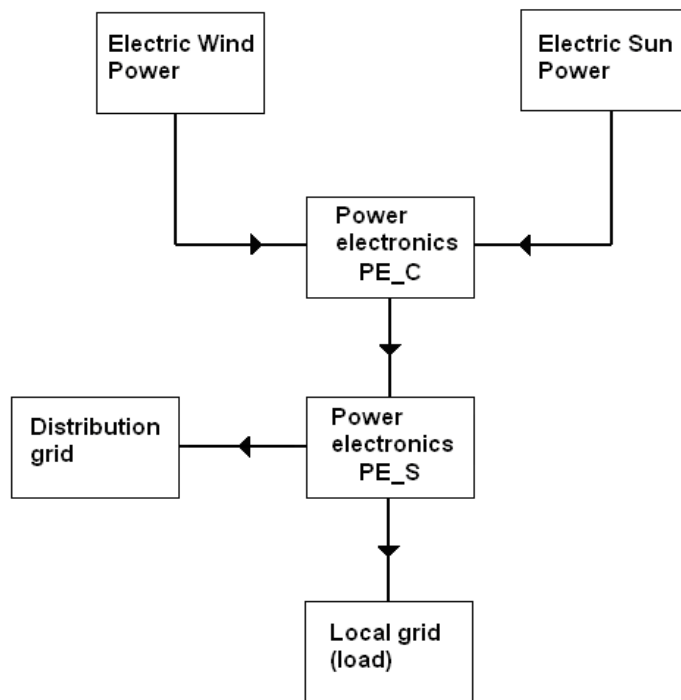 Electric Wind
Power
Electric Sun
Power
Power
electronics
PE_C
Distribution
grid
Power
electronics
PE_S
Local grid
(load)